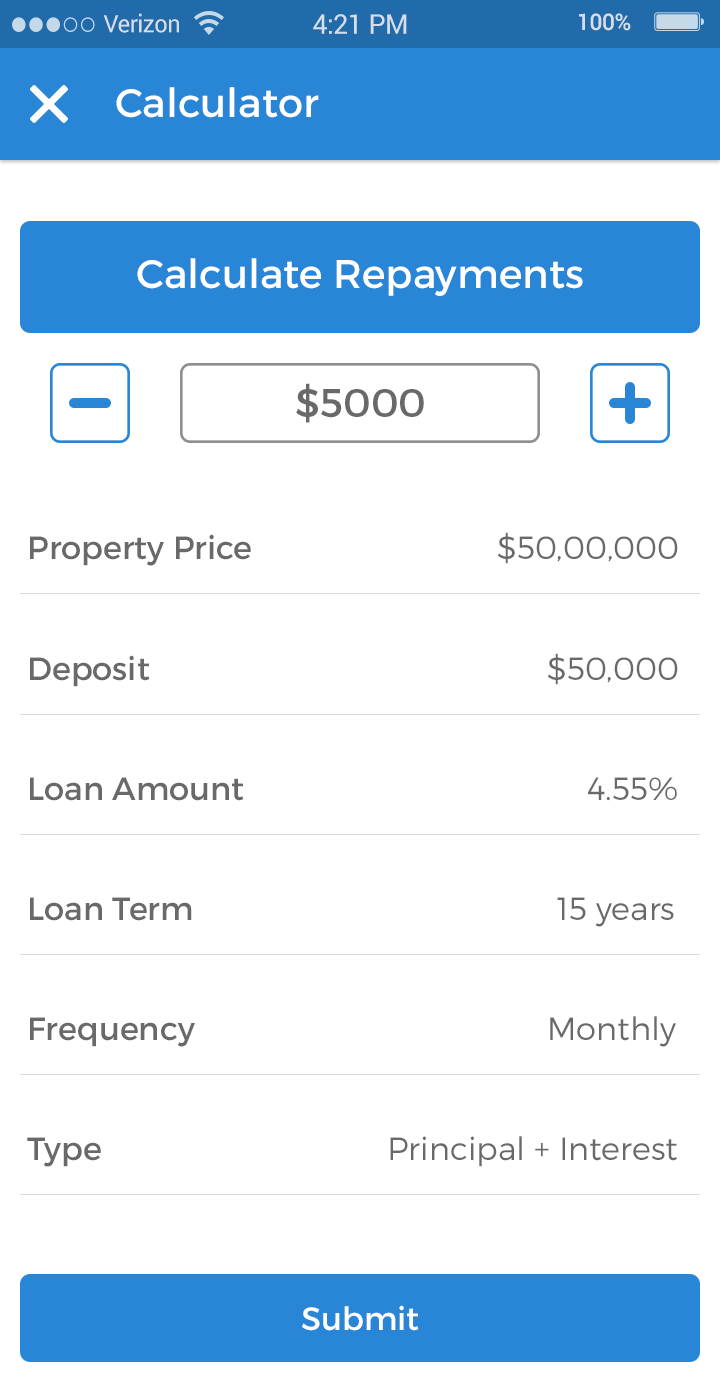 Verizon 4:21 PM 100%
Calculator
Calculate Repayments
$5000
Property Price $50,00,000
Deposit $50,000
Loan Amount 4.55%
Loan Term 15 years
Frequency Monthly
Type Principal + Interest
Submit